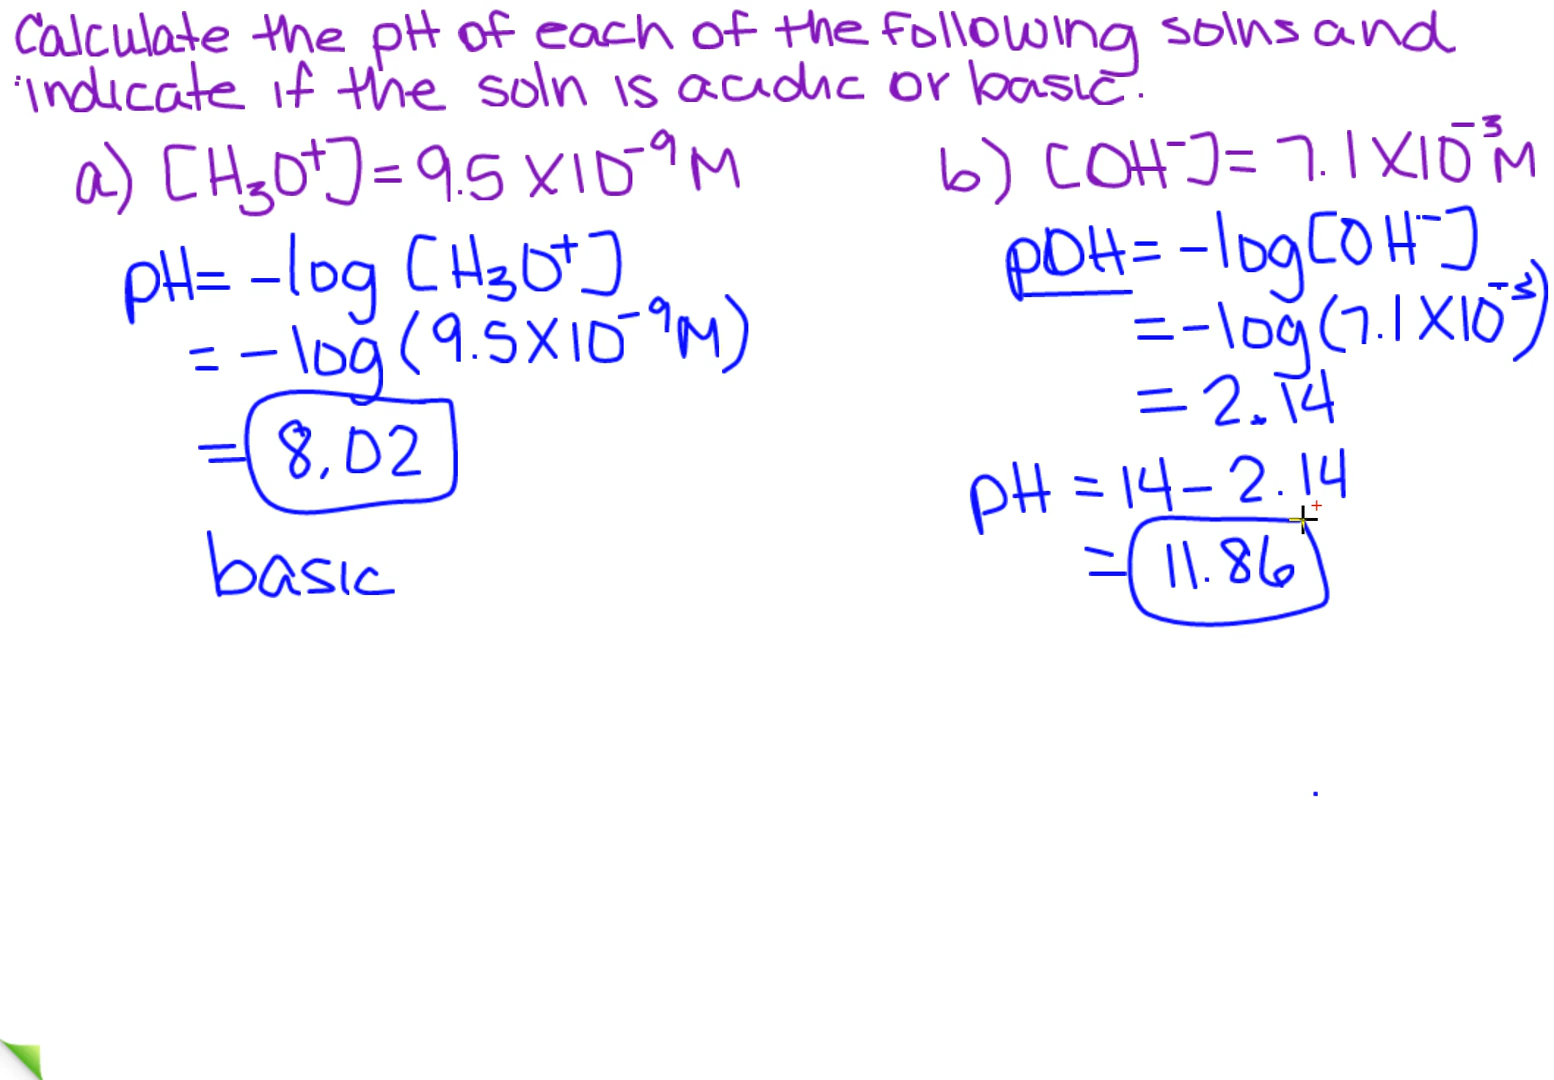 Calculate the pH of each of the following solns and
indicate if the soln is acidic or basic.
a) [H₃O⁺] = 9.5 X10⁻⁹ M
pH = -log [H₃O⁺]
= -log (9.5X10⁻⁹M)
= 8.02
basic
b) [OH⁻] = 7.1 X10⁻³ M
pOH = -log[OH⁻]
= -log(7.1X10⁻³)
= 2.14
pH = 14 - 2.14
= 11.86